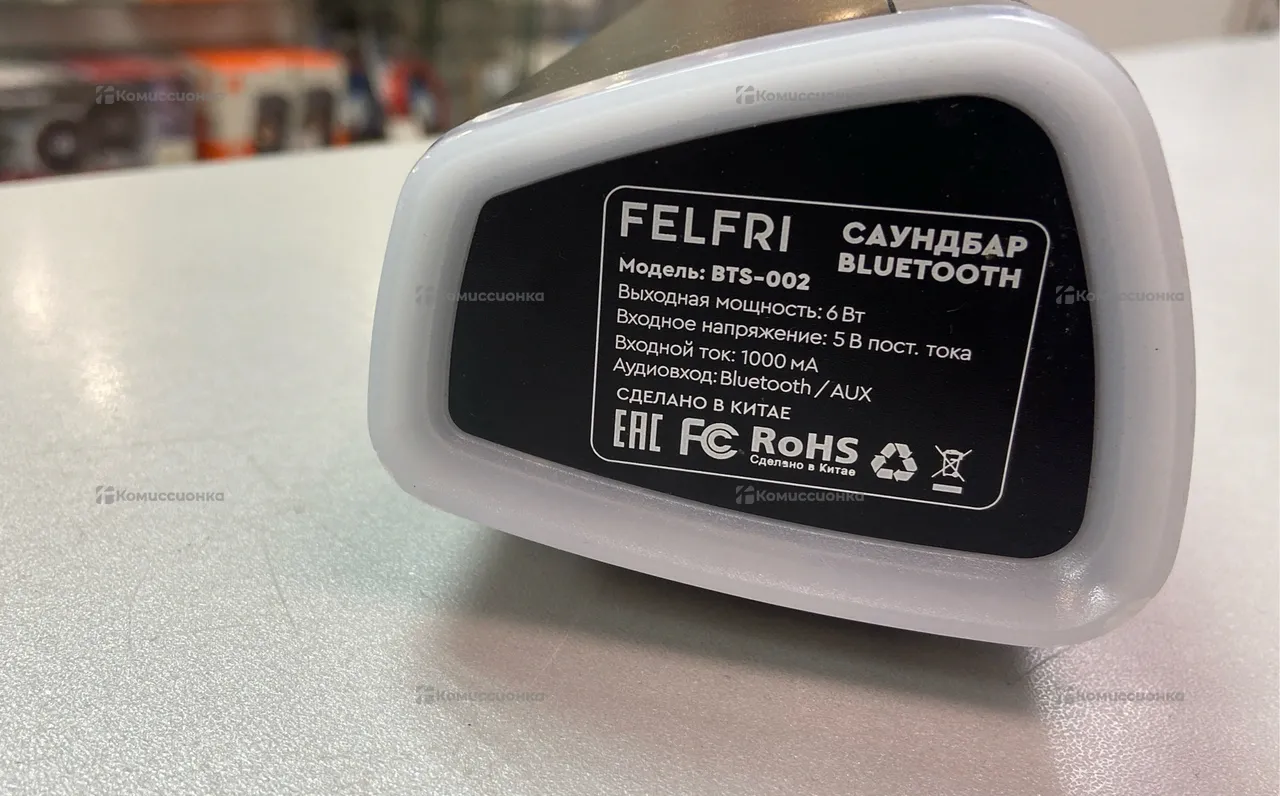 FELFRI
САУНДБАР
BLUETOOTH
Модель: BTS-002
Выходная мощность: 6 Вт
Входное напряжение: 5 В пост. тока
Входной ток: 1000 мА
Аудиовход: Bluetooth / AUX
СДЕЛАНО В КИТАЕ
EAC FC RoHS
Сделано в Китае
Комиссионка
Комиссионка
Комиссионка
Комиссионка
Комиссионка
Комиссионка
Комиссионка
Комиссионка